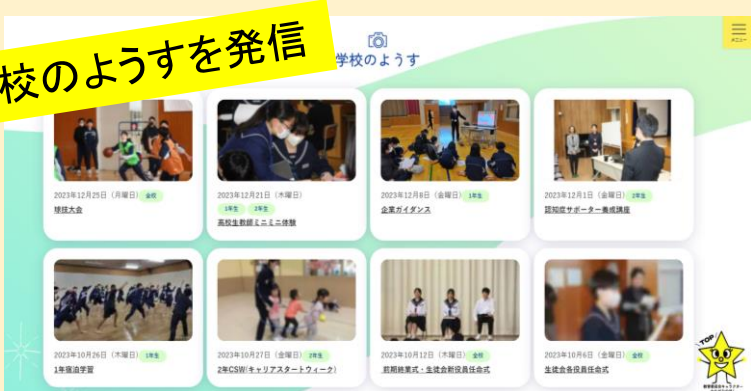 校のようすを発信
学校のようす
メニュー
2023年12月25日（月曜日） 全校
球技大会
2023年12月21日（木曜日）
1年生 2年生
高校生教師ミニミニ体験
2023年12月8日（金曜日） 1年生
企業ガイダンス
2023年12月1日（金曜日） 2年生
認知症サポーター養成講座
2023年10月26日（木曜日） 1年生
1年宿泊学習
2023年10月27日（金曜日） 2年生
2年CSW(キャリアスタートウィーク)
2023年10月12日（木曜日） 全校
前期終業式・生徒会新役員任命式
2023年10月6日（金曜日） 全校
生徒会各役員任命式
TOP